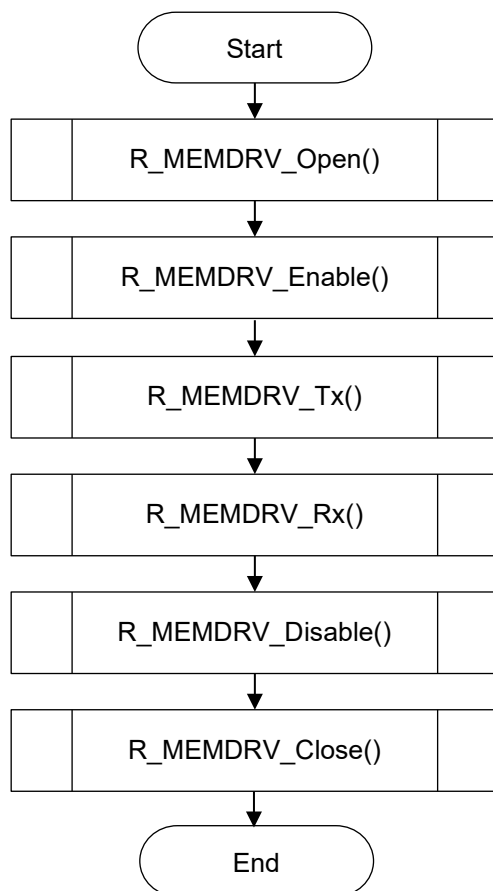 Start
R_MEMDRV_Open()
R_MEMDRV_Enable()
R_MEMDRV_Tx()
R_MEMDRV_Rx()
R_MEMDRV_Disable()
R_MEMDRV_Close()
End